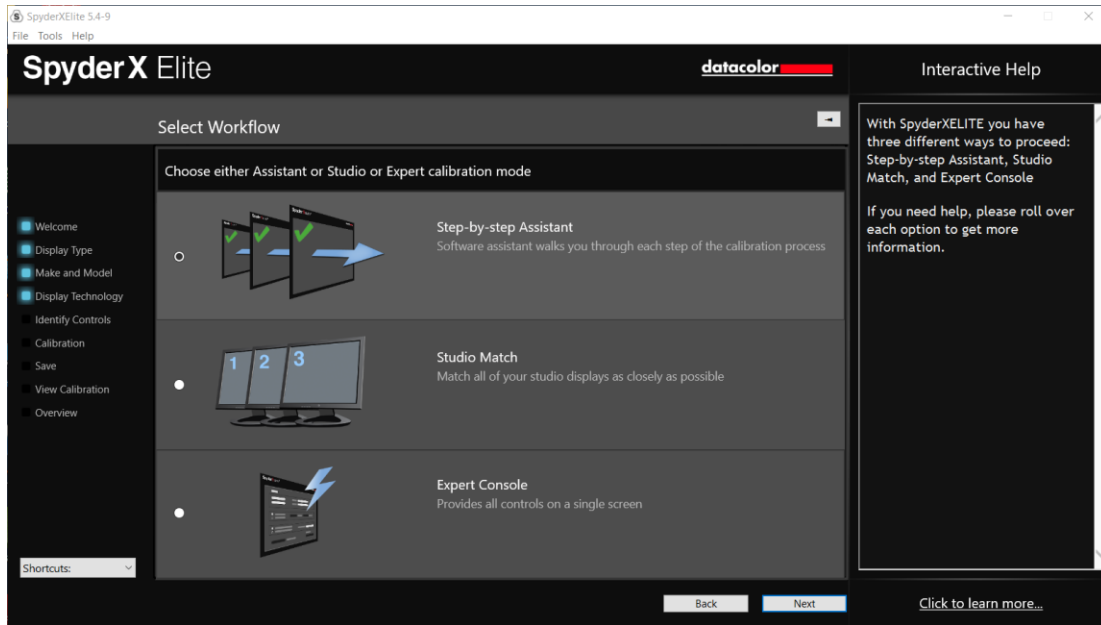 SpyderXElite 5.4-9
File Tools Help
SpyderX Elite
datacolor
Interactive Help
Select Workflow
Choose either Assistant or Studio or Expert calibration mode
Welcome
Display Type
Make and Model
Display Technology
Identify Controls
Calibration
Save
View Calibration
Overview
Step-by-step Assistant
Software assistant walks you through each step of the calibration process
1 2 3
Studio Match
Match all of your studio displays as closely as possible
Expert Console
Provides all controls on a single screen
With SpyderXELITE you have
three different ways to proceed:
Step-by-step Assistant, Studio
Match, and Expert Console
If you need help, please roll over
each option to get more
information.
Shortcuts:
Back
Next
Click to learn more...